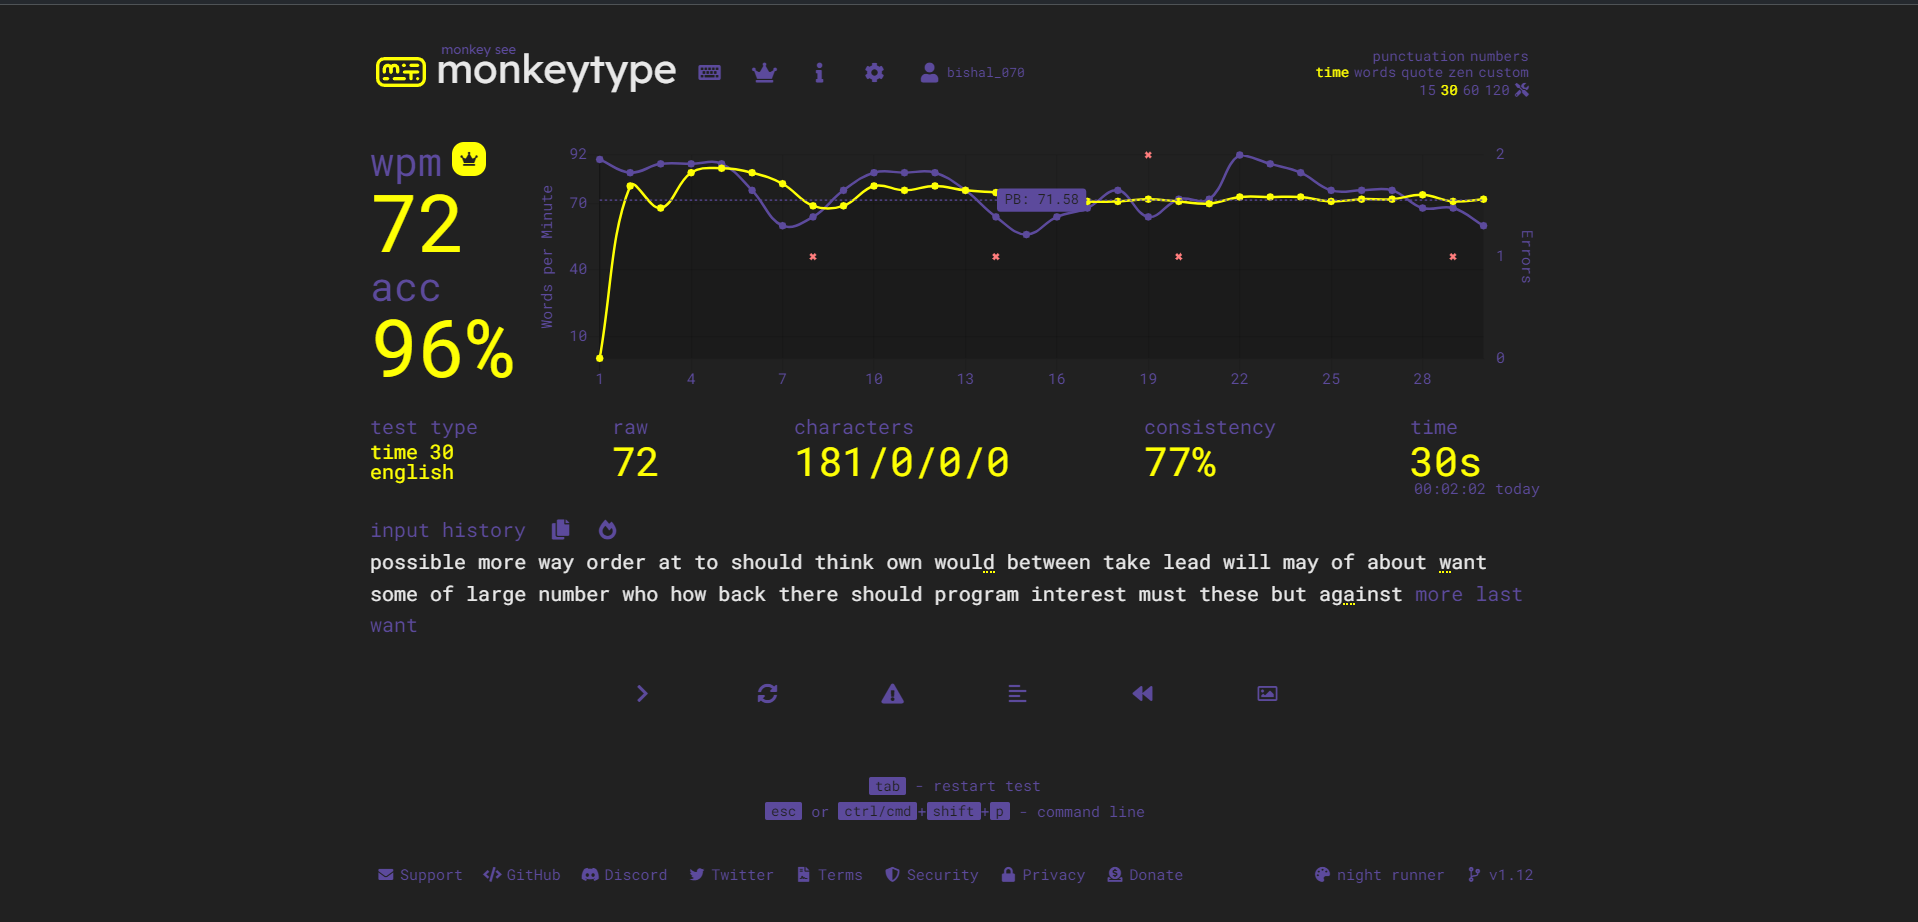 monkey see
monkeytype
bishal_070
punctuation numbers
time words quote zen custom
15 30 60 120
wpm
72
acc
96%
Words per Minute
92
70
40
10
PB: 71.58
2
1
0
Errors
1 4 7 10 13 16 19 22 25 28
test type
time 30
english
raw
72
characters
181/0/0/0
consistency
77%
time
30s
00:02:02 today
input history
possible more way order at to should think own would between take lead will may of about want
some of large number who how back there should program interest must these but against more last
want
tab - restart test
esc or ctrl/cmd+shift+p - command line
Support GitHub Discord Twitter Terms Security Privacy Donate night runner v1.12